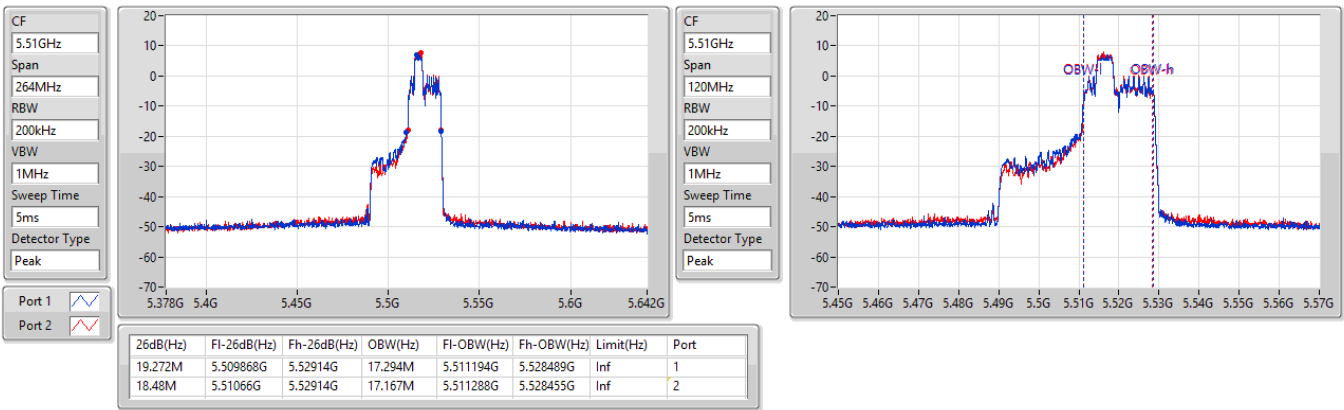 CF
5.51GHz
Span
264MHz
RBW
200kHz
VBW
1MHz
Sweep Time
5ms
Detector Type
Peak
Port 1
Port 2
20
10
0
-10
-20
-30
-40
-50
-60
-70
5.378G 5.4G 5.45G 5.5G 5.55G 5.6G 5.642G
CF
5.51GHz
Span
120MHz
RBW
200kHz
VBW
1MHz
Sweep Time
5ms
Detector Type
Peak
20
10
0
-10
-20
-30
-40
-50
-60
-70
OBW-l OBW-h
5.45G 5.46G 5.47G 5.48G 5.49G 5.5G 5.51G 5.52G 5.53G 5.54G 5.55G 5.56G 5.57G
26dB(Hz) Fl-26dB(Hz) Fh-26dB(Hz) OBW(Hz) Fl-OBW(Hz) Fh-OBW(Hz) Limit(Hz) Port
19.272M 5.509868G 5.52914G 17.294M 5.511194G 5.528489G Inf 1
18.48M 5.51066G 5.52914G 17.167M 5.511288G 5.528455G Inf 2